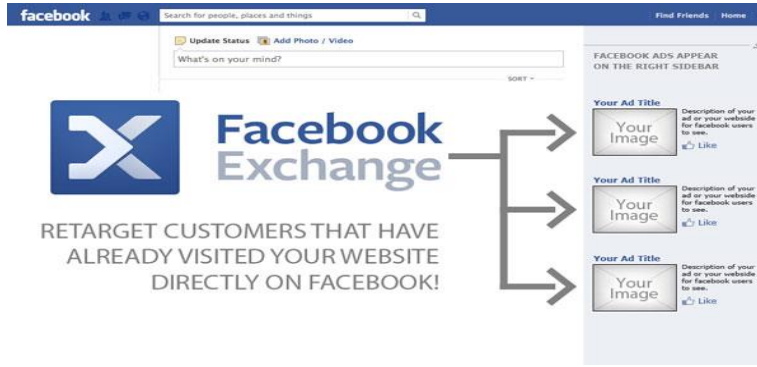 facebook
Search for people, places and things
Find Friends
Home
Update Status
Add Photo / Video
What's on your mind?
SORT
Facebook
Exchange
RETARGET CUSTOMERS THAT HAVE
ALREADY VISITED YOUR WEBSITE
DIRECTLY ON FACEBOOK!
FACEBOOK ADS APPEAR
ON THE RIGHT SIDEBAR
Your Ad Title
Your
Image
Description of your
ad or your webside
for facebook users
to see.
Like
Your Ad Title
Your
Image
Description of your
ad or your webside
for facebook users
to see.
Like
Your Ad Title
Your
Image
Description of your
ad or your webside
for facebook users
to see.
Like